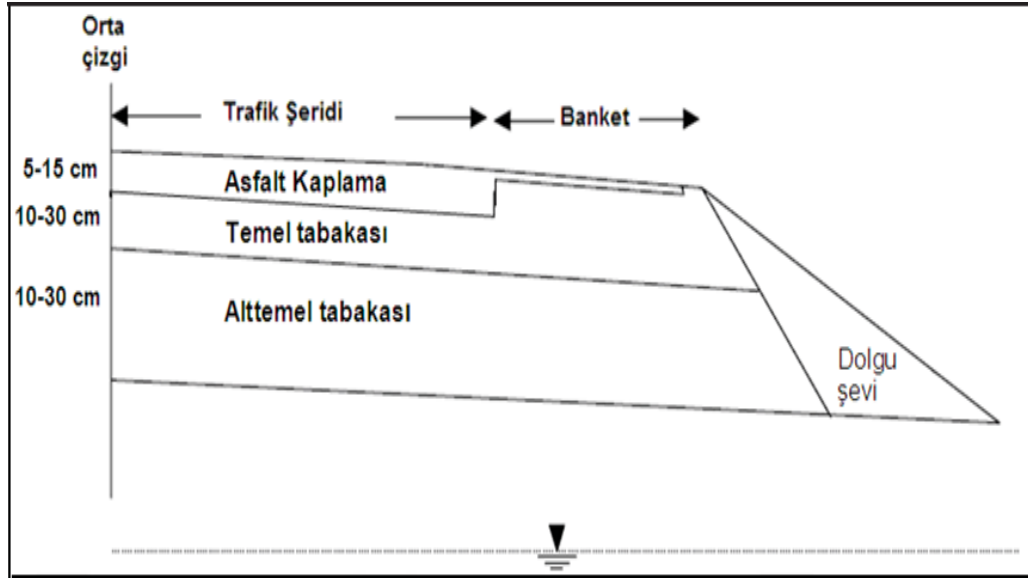 Orta
çizgi
Trafik Şeridi
Banket
5-15 cm
Asfalt Kaplama
10-30 cm
Temel tabakası
10-30 cm
Alttemel tabakası
Dolgu
şevi